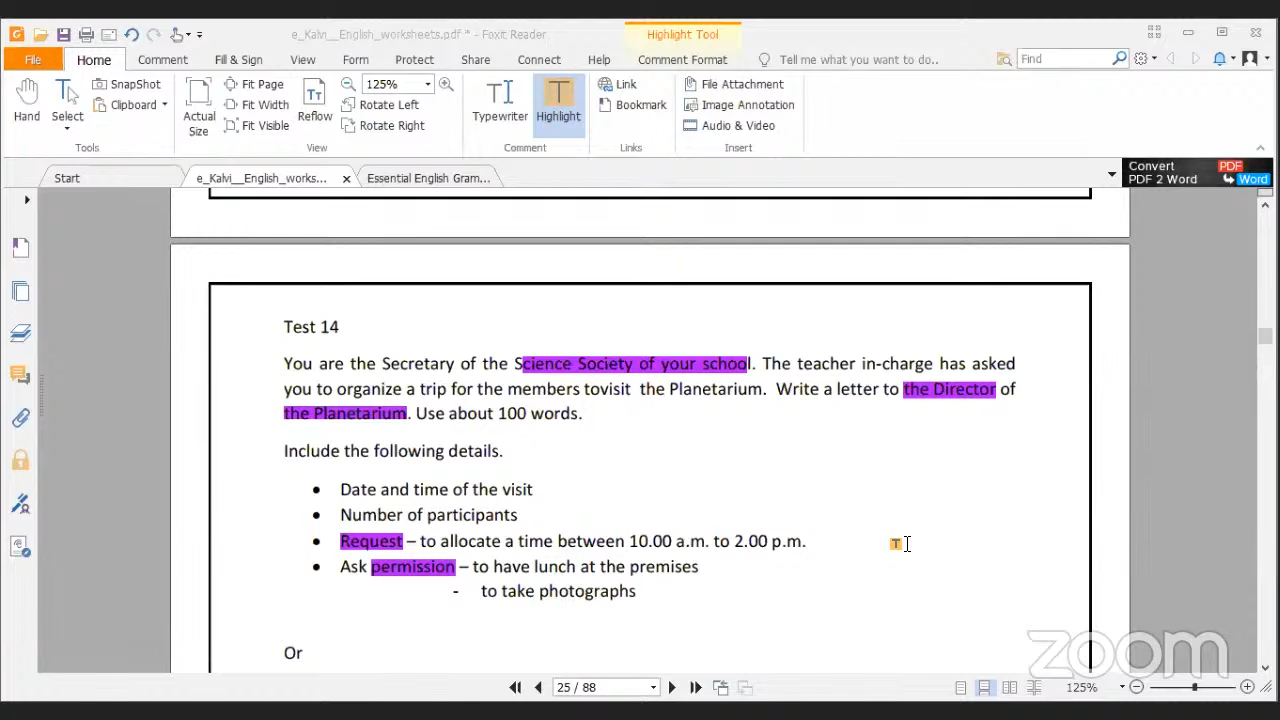 e_Kalvi__English_worksheets.pdf * - Foxit Reader
Highlight Tool
File Home Comment Fill & Sign View Form Protect Share Connect Help Comment Format Tell me what you want to do.. Find
Hand
Select
SnapShot
Clipboard
Tools
Actual Size
Fit Page
Fit Width
Fit Visible
Reflow
125%
Rotate Left
Rotate Right
View
Typewriter
Highlight
Comment
Link
Bookmark
Links
File Attachment
Image Annotation
Audio & Video
Insert
Start
e_Kalvi__English_works...
Essential English Gram...
Convert PDF
PDF 2 Word Word
Test 14
You are the Secretary of the Science Society of your school. The teacher in-charge has asked
you to organize a trip for the members tovisit the Planetarium. Write a letter to the Director of
the Planetarium. Use about 100 words.
Include the following details.
• Date and time of the visit
• Number of participants
• Request – to allocate a time between 10.00 a.m. to 2.00 p.m.
• Ask permission – to have lunch at the premises
- to take photographs
Or
zoom
25 / 88
125%